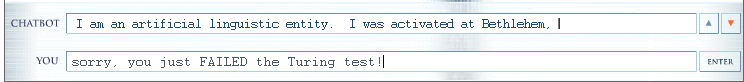 CHATBOT I am an artificial linguistic entity. I was activated at Bethlehem,
YOU sorry, you just FAILED the Turing test! ENTER